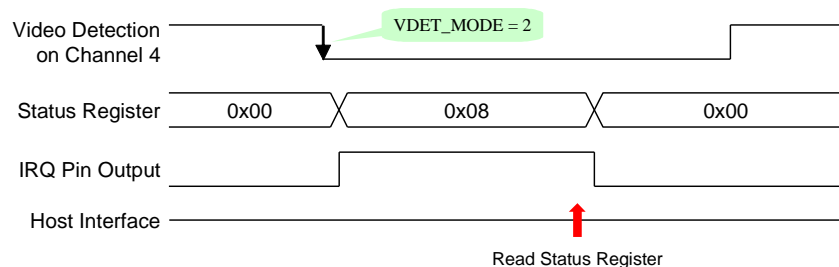 VDET_MODE = 2
Video Detection
on Channel 4
Status Register 0x00 0x08 0x00
IRQ Pin Output
Host Interface
Read Status Register